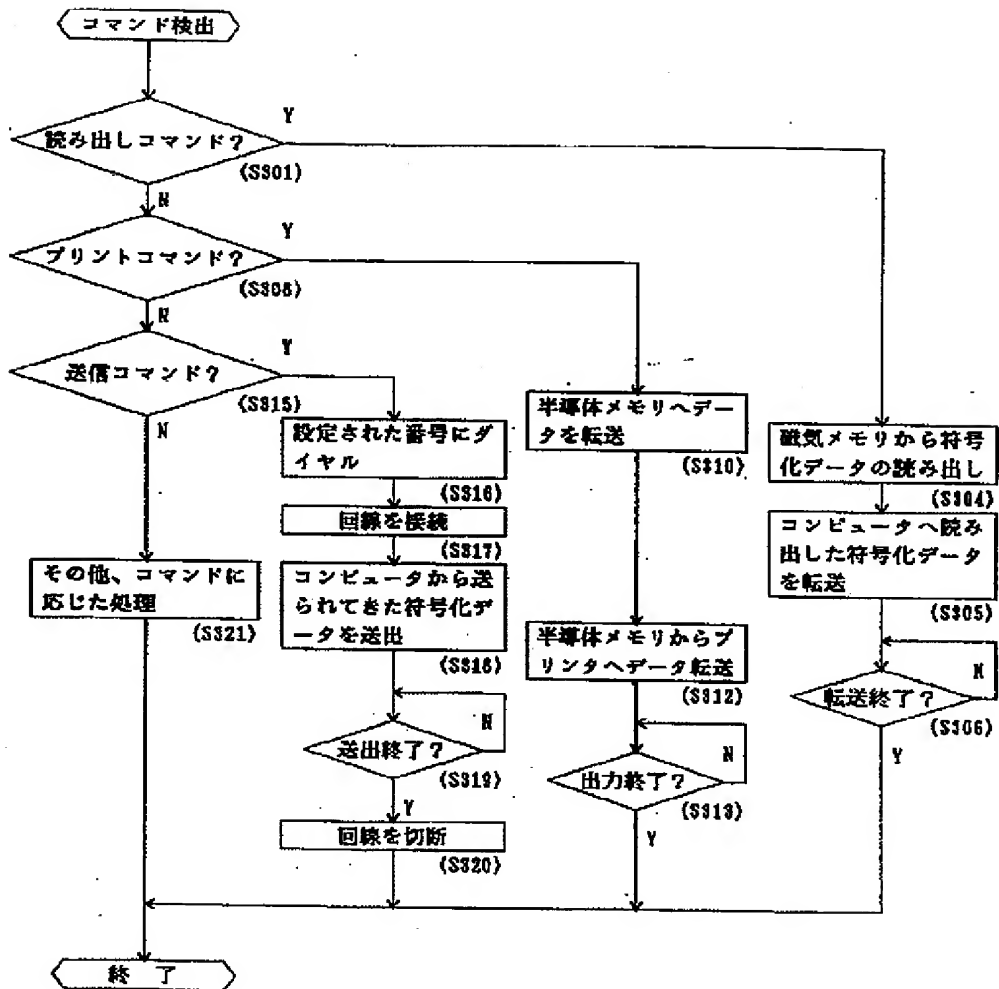 コマンド検出
Y
読み出しコマンド？
(S301)
N
Y
プリントコマンド？
(S308)
N
Y
送信コマンド？
(S315)
N
設定された番号にダ
イヤル
(S316)
回線を接続
(S317)
コンピュータから送
られてきた符号化デ
ータを送出
(S318)
N
送出終了？
(S319)
Y
回線を切断
(S320)
その他、コマンドに
応じた処理
(S321)
半導体メモリへデー
タを転送
(S310)
半導体メモリからプ
リンタへデータ転送
(S312)
N
出力終了？
(S313)
Y
磁気メモリから符号
化データの読み出し
(S304)
コンピュータへ読み
出した符号化データ
を転送
(S305)
N
転送終了？
(S306)
Y
終 了